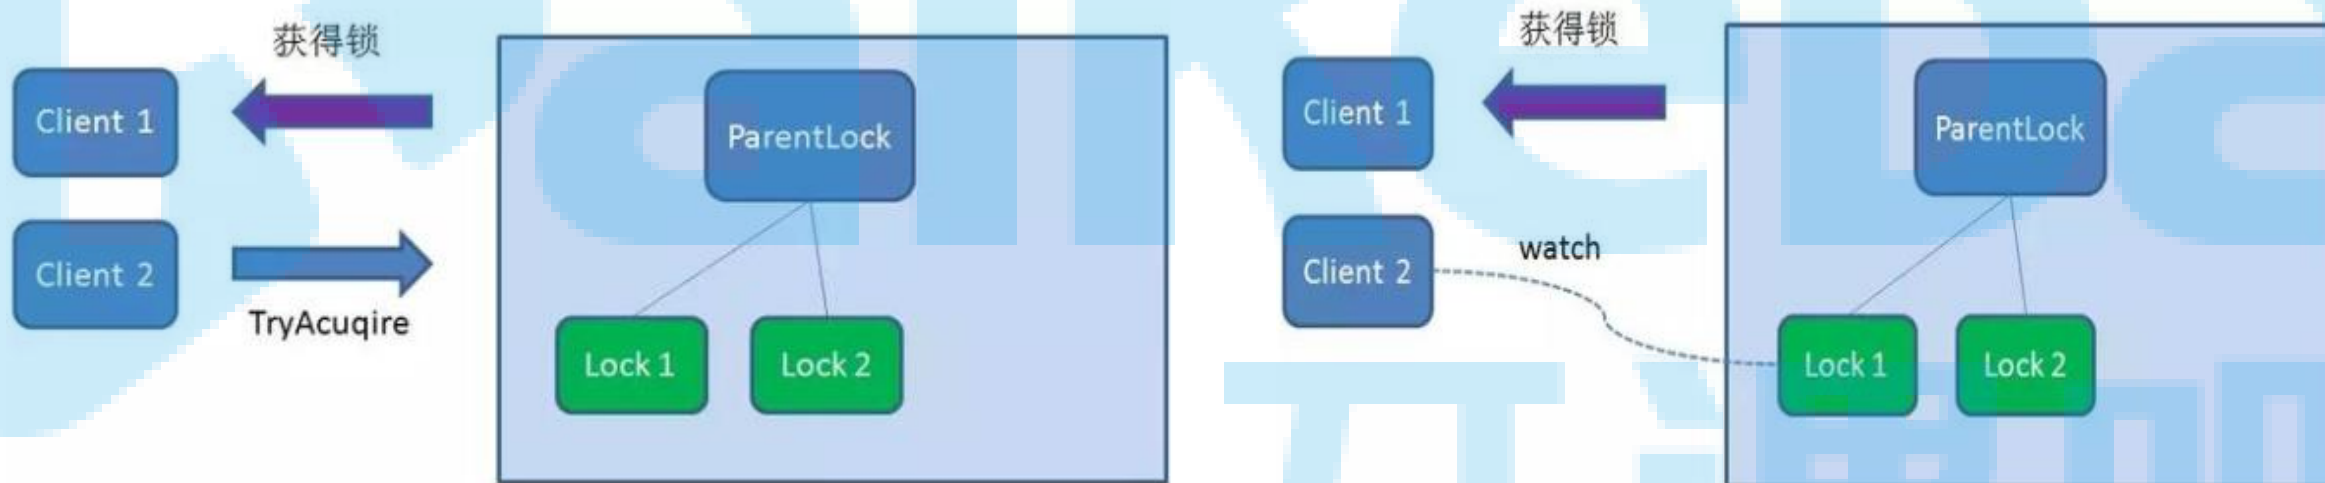 获得锁
Client 1
ParentLock
Client 2
TryAcuqire
Lock 1
Lock 2
获得锁
Client 1
ParentLock
watch
Client 2
Lock 1
Lock 2